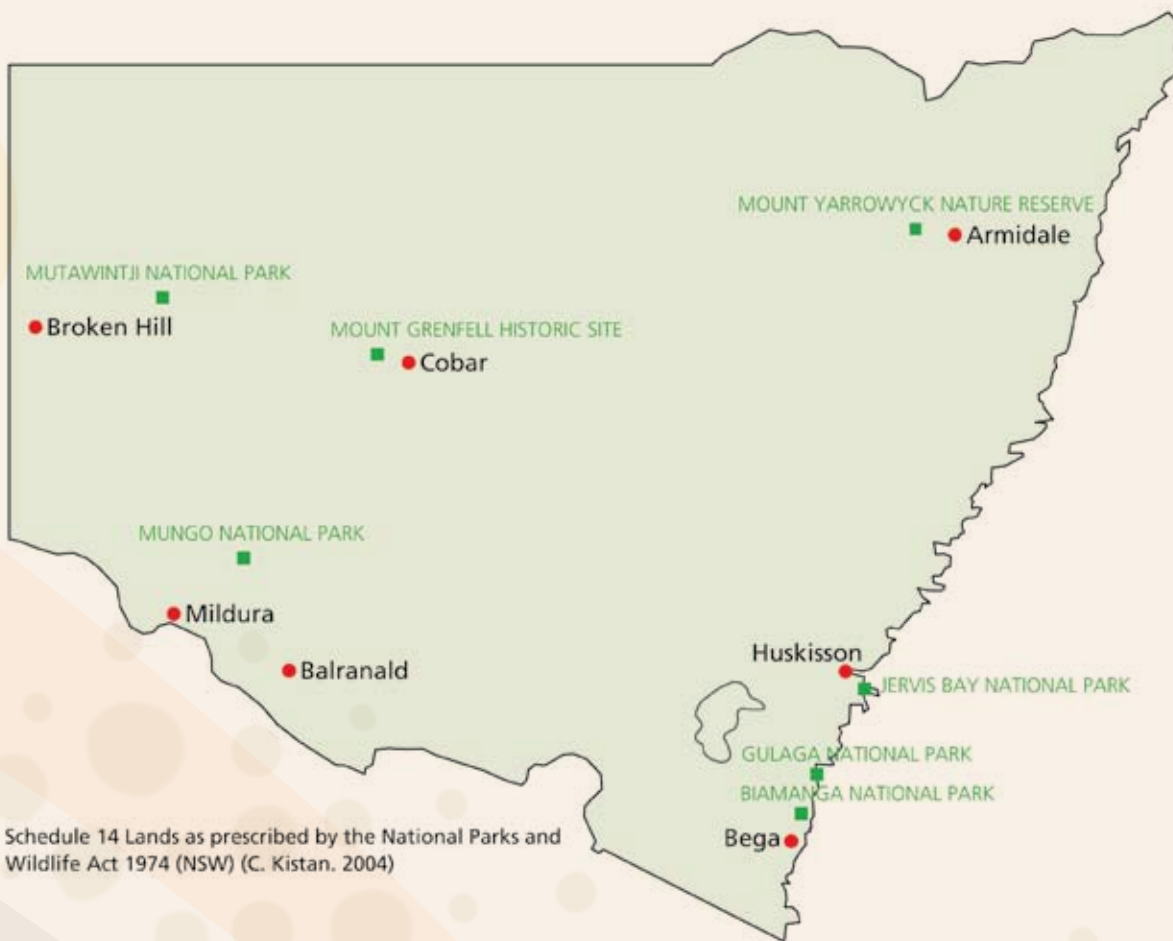 MOUNT YARROWYCK NATURE RESERVE
Armidale
MUTAWINTJI NATIONAL PARK
Broken Hill
MOUNT GRENFELL HISTORIC SITE
Cobar
MUNGO NATIONAL PARK
Mildura
Balranald
Huskisson
JERVIS BAY NATIONAL PARK
GULAGA NATIONAL PARK
BIAMANGA NATIONAL PARK
Bega
Schedule 14 Lands as prescribed by the National Parks and
Wildlife Act 1974 (NSW) (C. Kistan. 2004)